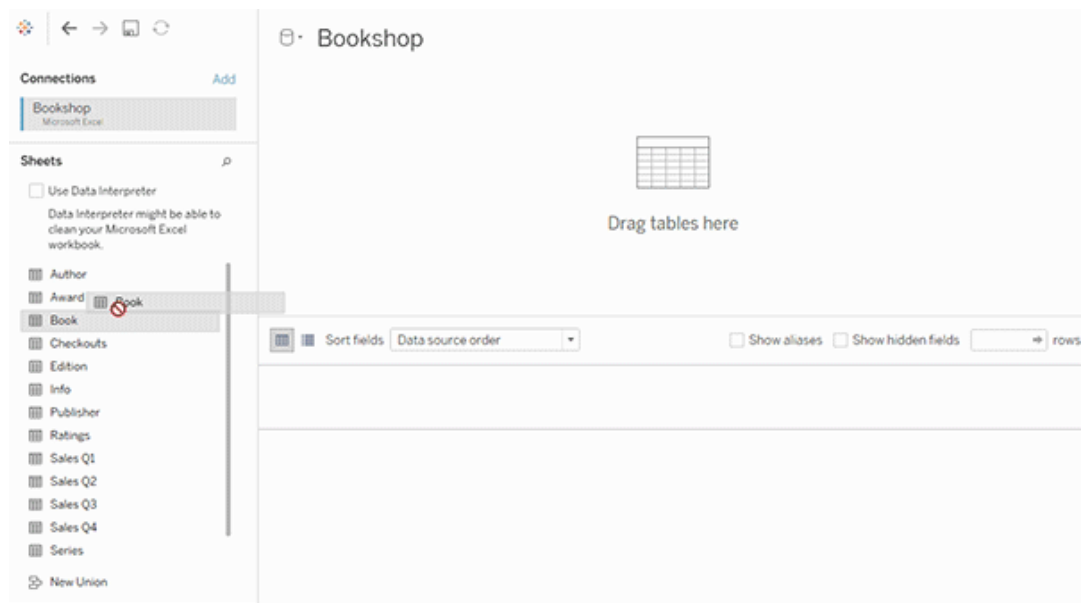 Bookshop
Connections Add
Bookshop
Microsoft Excel
Sheets
Use Data Interpreter
Data Interpreter might be able to
clean your Microsoft Excel
workbook.
Drag tables here
Author
Award
Book
Book
Checkouts
Edition
Info
Publisher
Ratings
Sales Q1
Sales Q2
Sales Q3
Sales Q4
Series
New Union
Sort fields Data source order Show aliases Show hidden fields rows